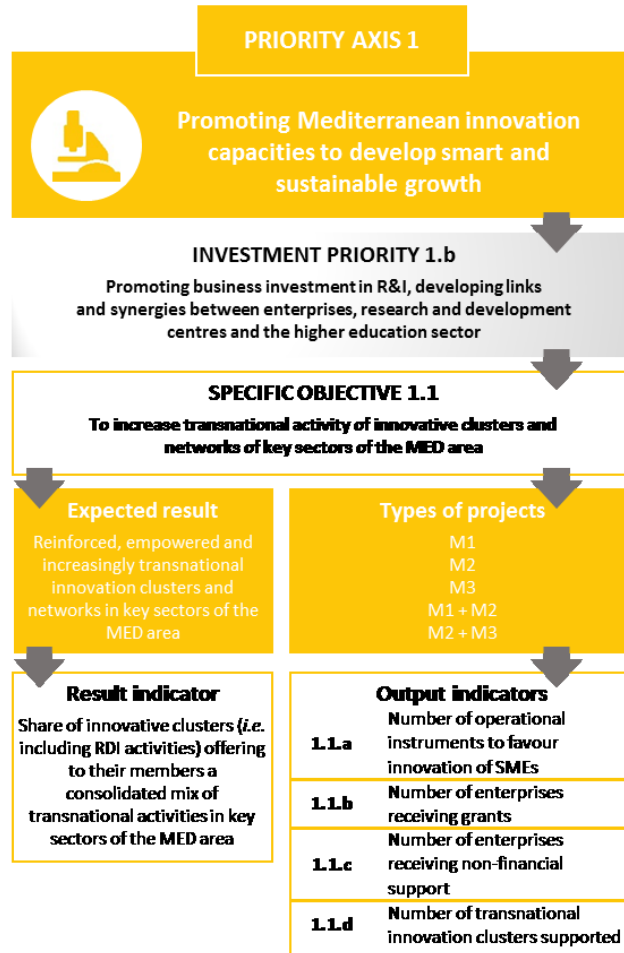 PRIORITY AXIS 1
Promoting Mediterranean innovation
capacities to develop smart and
sustainable growth
INVESTMENT PRIORITY 1.b
Promoting business investment in R&I, developing links
and synergies between enterprises, research and development
centres and the higher education sector
SPECIFIC OBJECTIVE 1.1
To increase transnational activity of innovative clusters and
networks of key sectors of the MED area
Expected result
Reinforced, empowered and
increasingly transnational
innovation clusters and
networks in key sectors of the
MED area
Types of projects
M1
M2
M3
M1 + M2
M2 + M3
Result indicator
Share of innovative clusters (i.e.
including RDI activities) offering
to their members a
consolidated mix of
transnational activities in key
sectors of the MED area
Output indicators
1.1.a
Number of operational
instruments to favour
innovation of SMEs
1.1.b
Number of enterprises
receiving grants
1.1.c
Number of enterprises
receiving non-financial
support
1.1.d
Number of transnational
innovation clusters supported